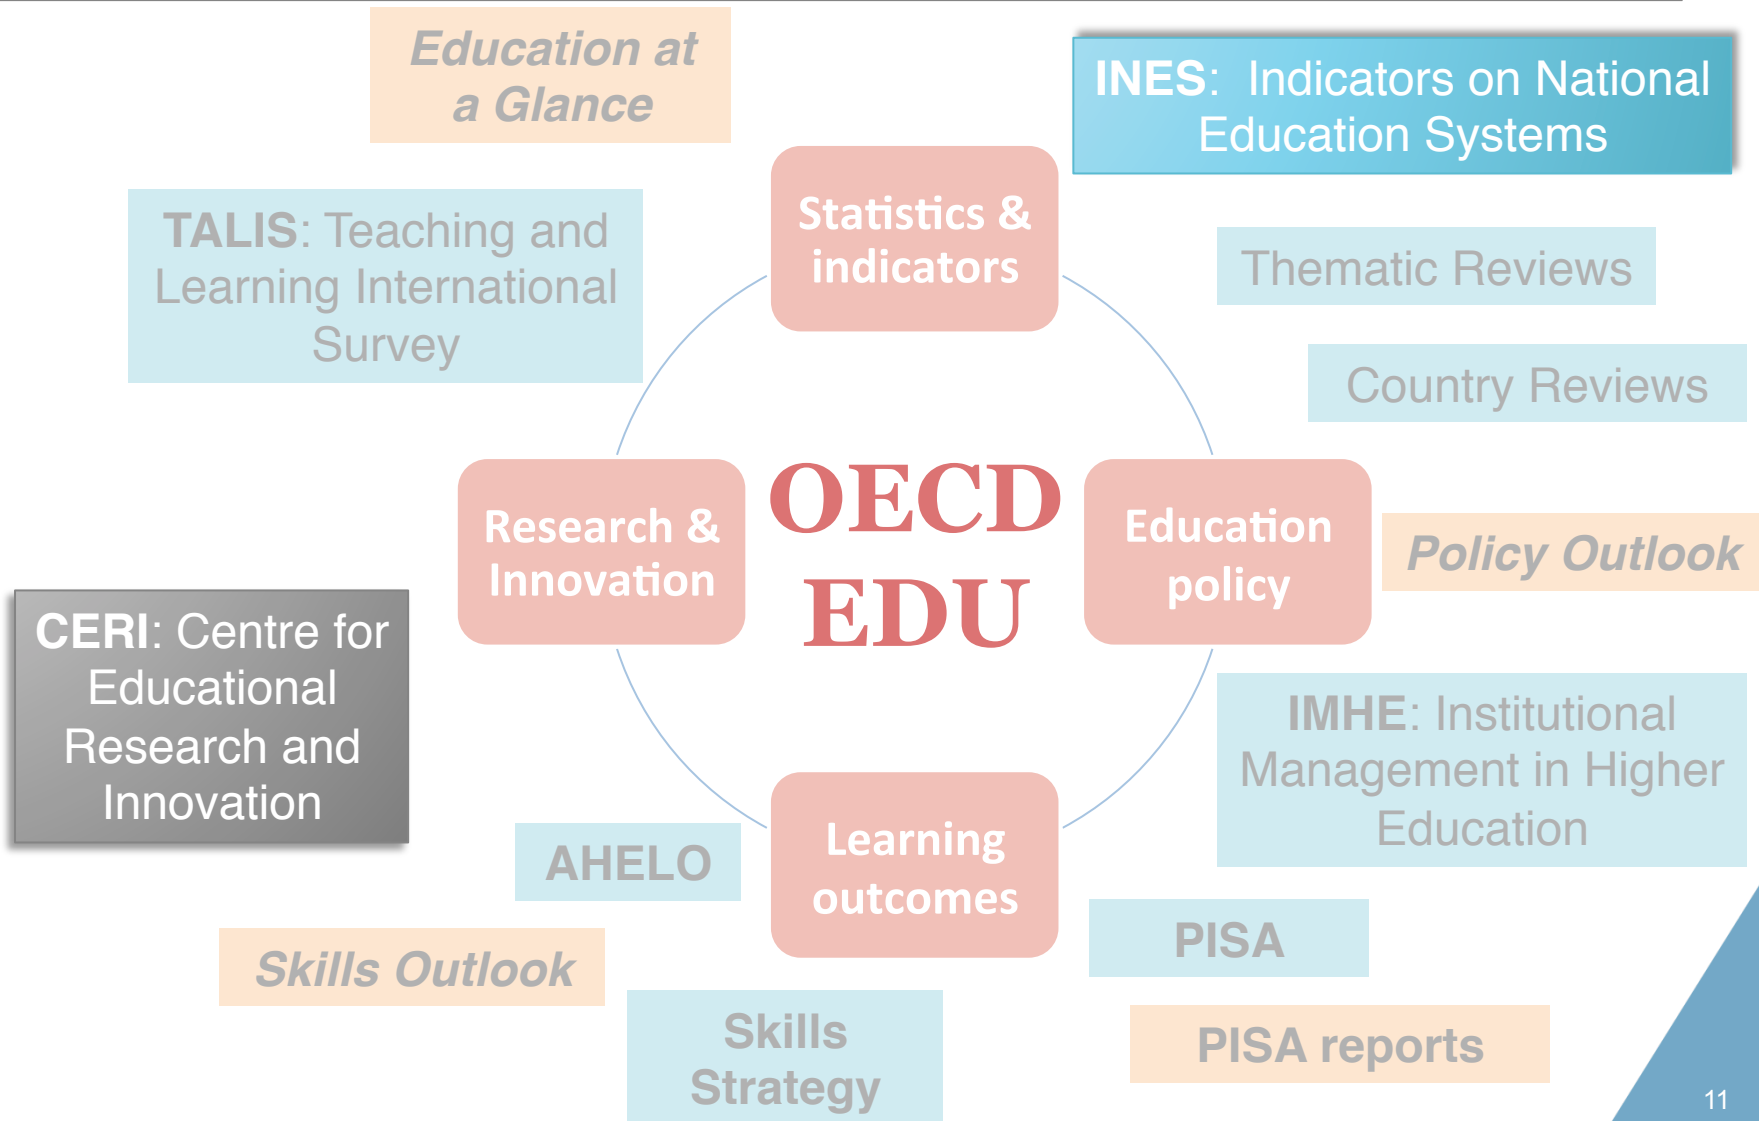 Education at
a Glance
INES:  Indicators on National
Education Systems
Statistics &
indicators
TALIS: Teaching and
Learning International
Survey
Thematic Reviews
Country Reviews
Research &
Innovation
OECD
EDU
Education
policy
Policy Outlook
CERI: Centre for
Educational
Research and
Innovation
IMHE: Institutional
Management in Higher
Education
AHELO
Learning
outcomes
PISA
Skills Outlook
Skills
Strategy
PISA reports
11